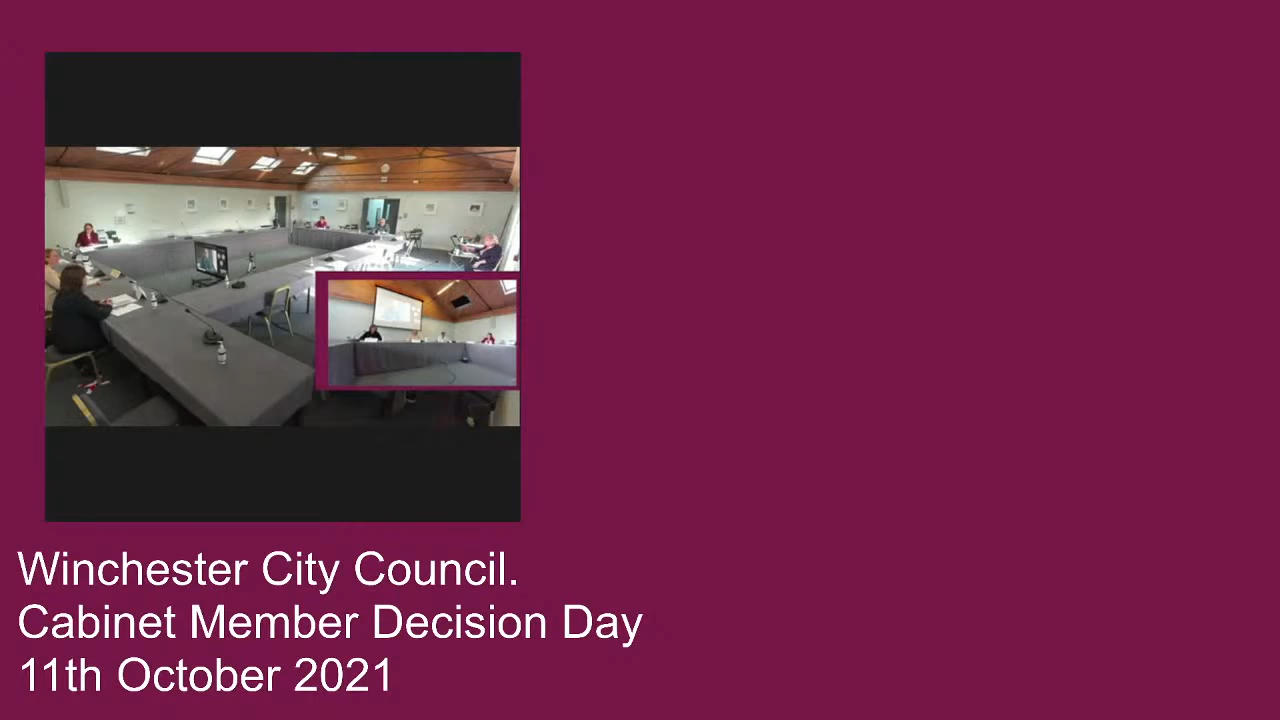 Winchester City Council.
Cabinet Member Decision Day
11th October 2021